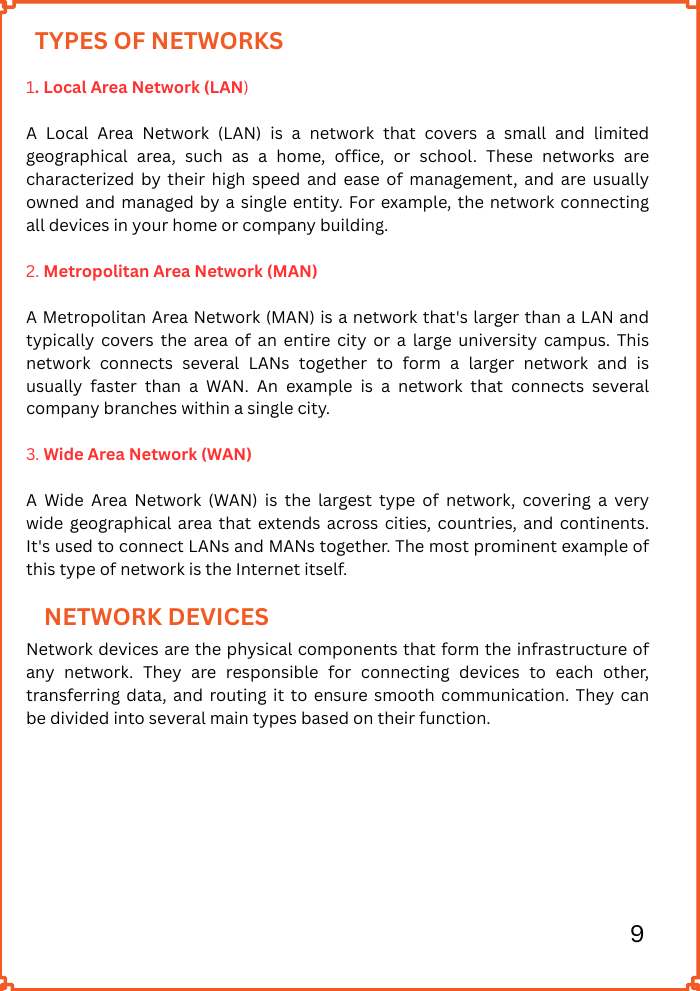 TYPES OF NETWORKS
1. Local Area Network (LAN)
A Local Area Network (LAN) is a network that covers a small and limited
geographical area, such as a home, office, or school. These networks are
characterized by their high speed and ease of management, and are usually
owned and managed by a single entity. For example, the network connecting
all devices in your home or company building.
2. Metropolitan Area Network (MAN)
A Metropolitan Area Network (MAN) is a network that's larger than a LAN and
typically covers the area of an entire city or a large university campus. This
network connects several LANs together to form a larger network and is
usually faster than a WAN. An example is a network that connects several
company branches within a single city.
3. Wide Area Network (WAN)
A Wide Area Network (WAN) is the largest type of network, covering a very
wide geographical area that extends across cities, countries, and continents.
It's used to connect LANs and MANs together. The most prominent example of
this type of network is the Internet itself.
NETWORK DEVICES
Network devices are the physical components that form the infrastructure of
any network. They are responsible for connecting devices to each other,
transferring data, and routing it to ensure smooth communication. They can
be divided into several main types based on their function.
9